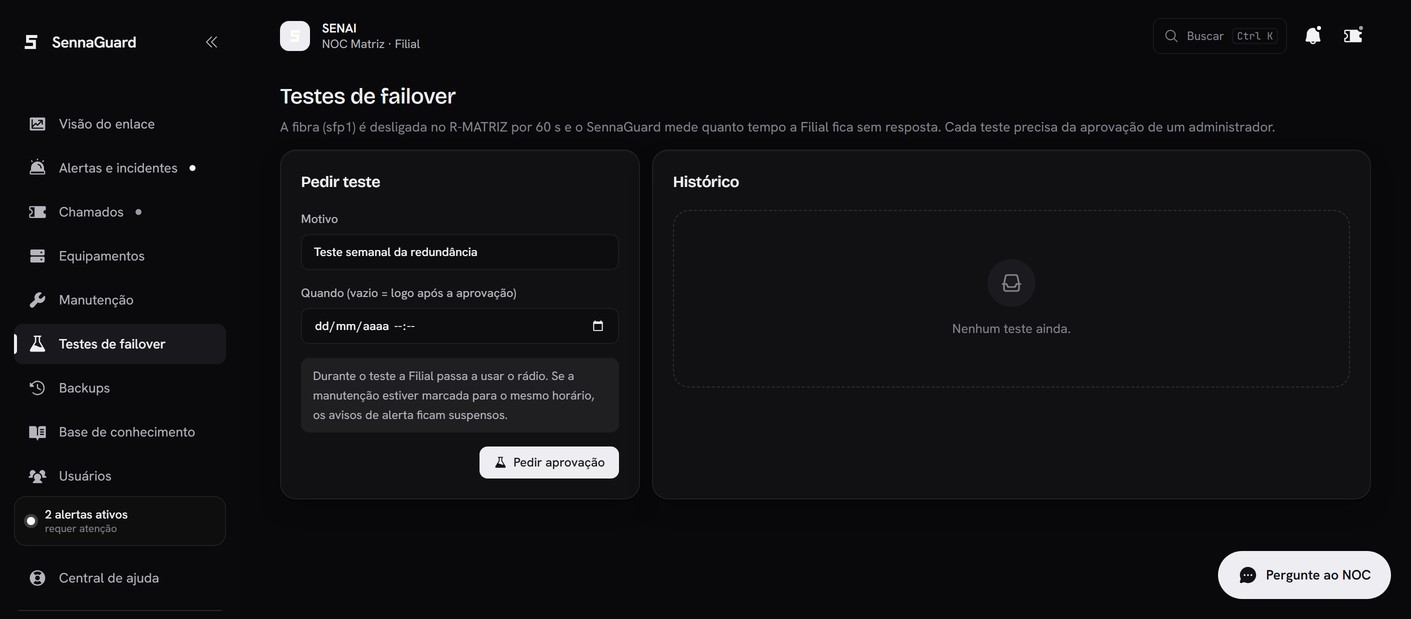 SennaGuard
SENAI
NOC Matriz · Filial
Buscar Ctrl K
Visão do enlace
Alertas e incidentes
Chamados
Equipamentos
Manutenção
Testes de failover
Backups
Base de conhecimento
Usuários
2 alertas ativos
requer atenção
Central de ajuda
Testes de failover
A fibra (sfp1) é desligada no R-MATRIZ por 60 s e o SennaGuard mede quanto tempo a Filial fica sem resposta. Cada teste precisa da aprovação de um administrador.
Pedir teste
Motivo
Teste semanal da redundância
Quando (vazio = logo após a aprovação)
dd/mm/aaaa --:--
Durante o teste a Filial passa a usar o rádio. Se a
manutenção estiver marcada para o mesmo horário,
os avisos de alerta ficam suspensos.
Pedir aprovação
Histórico
Nenhum teste ainda.
Pergunte ao NOC